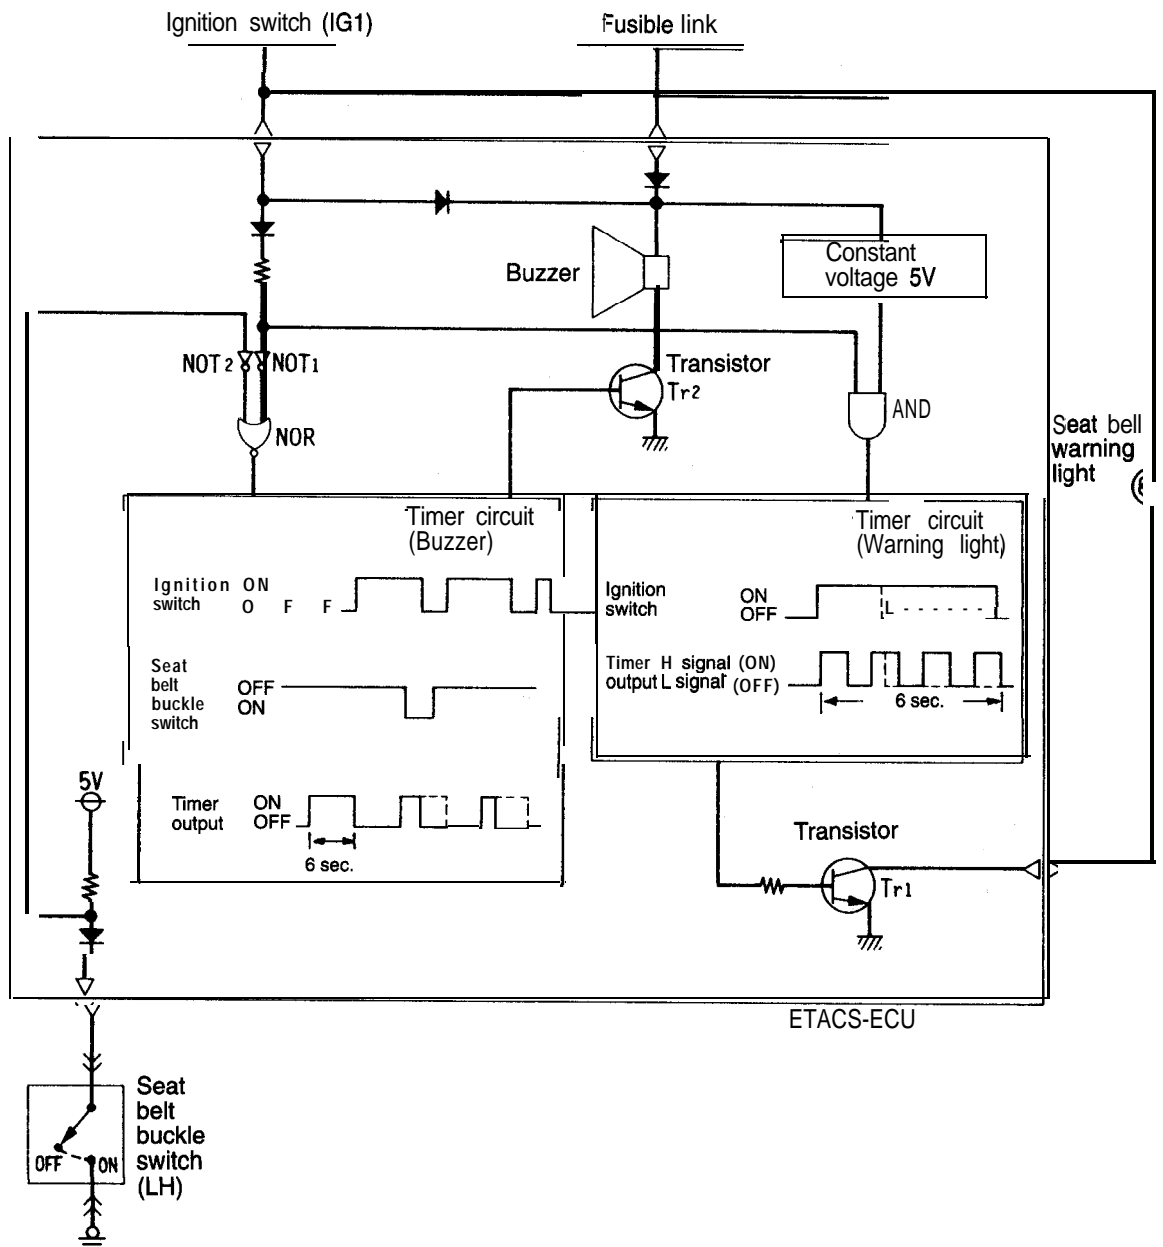 Ignition switch (IG1)
Fusible link
Buzzer
Constant
voltage 5V
NOT2
NOT1
Transistor
Tr2
NOR
AND
Seat bell
warning
light
Timer circuit
(Buzzer)
Ignition ON
switch O F F
Seat
belt
buckle
switch
OFF
ON
Timer
output
ON
OFF
6 sec.
Timer circuit
(Warning light)
Ignition
switch
ON
OFF
L
Timer H signal (ON)
output L signal (OFF)
6 sec.
5V
Transistor
Tr1
ETACS-ECU
Seat
belt
buckle
switch
(LH)
OFF
ON